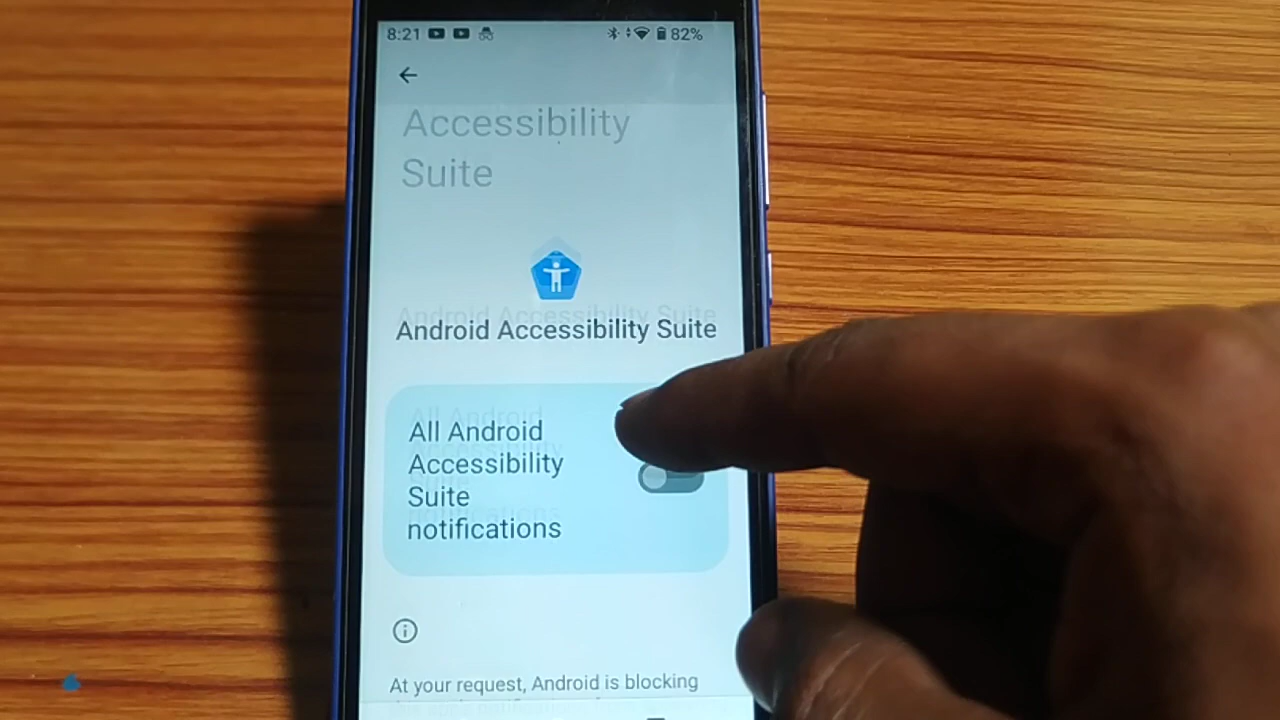 8:21
82%
Accessibility
Suite
Android Accessibility Suite
All Android
Accessibility
Suite
notifications
At your request, Android is blocking